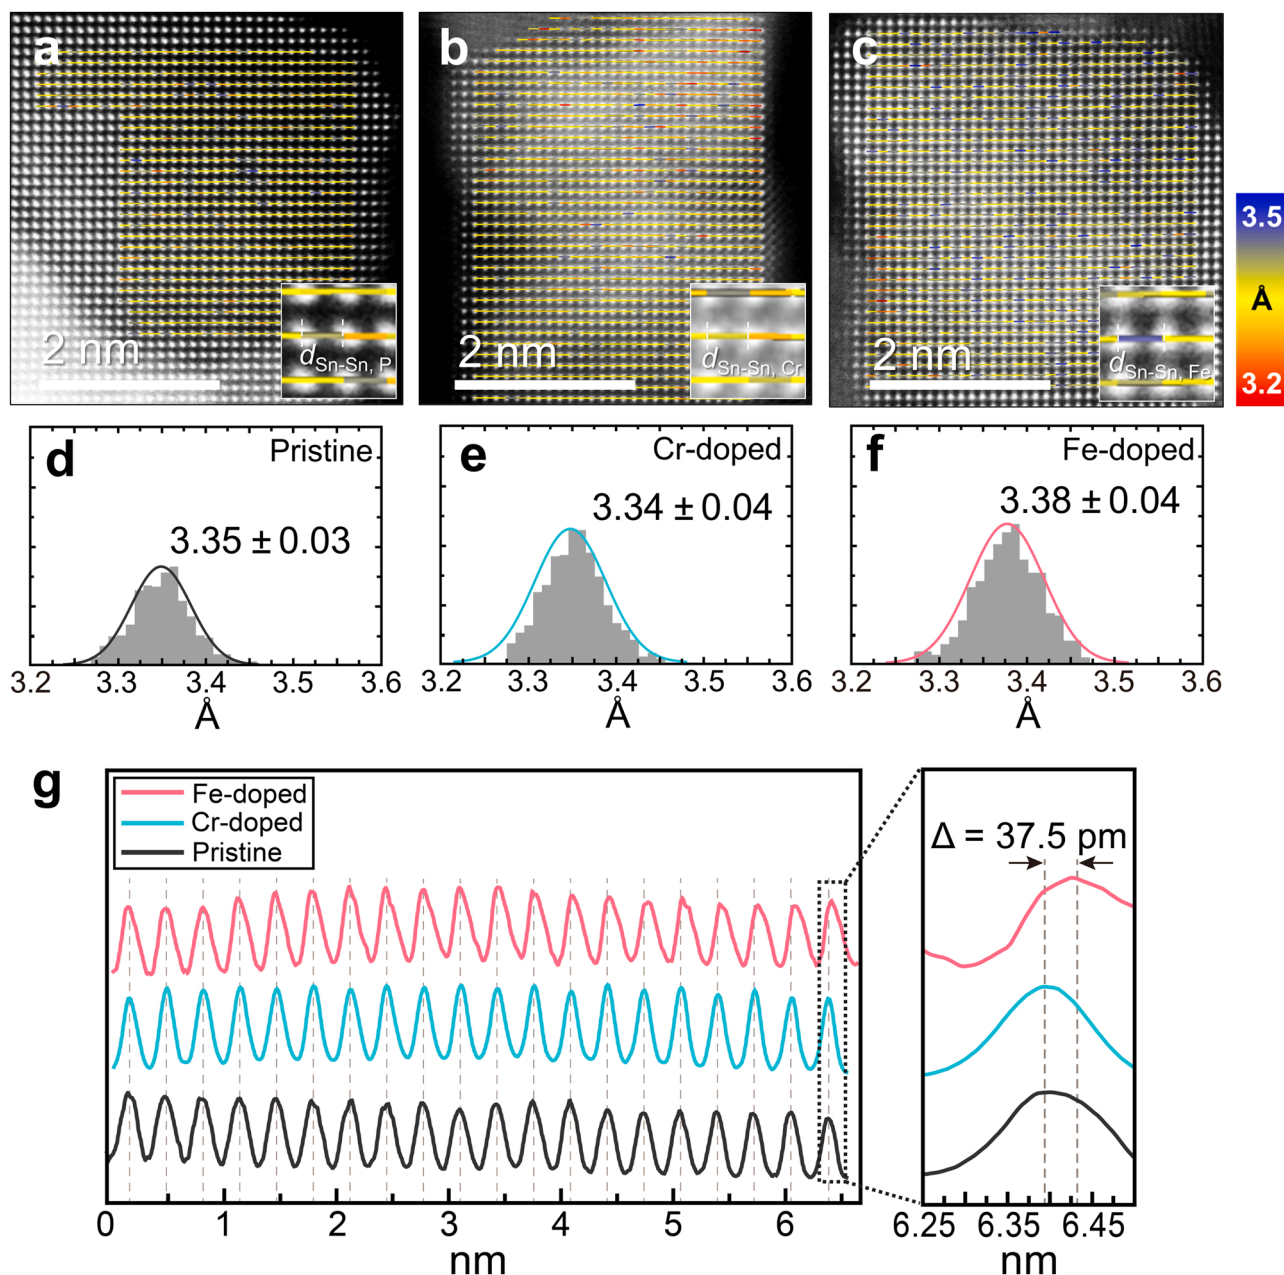 a
b
c
2 nm
d Sn-Sn, P
2 nm
d Sn-Sn, Cr
2 nm
d Sn-Sn, Fe
3.5
Å
3.2
d
Pristine
3.35 ± 0.03
3.2 3.3 3.4 3.5 3.6
Å
e
Cr-doped
3.34 ± 0.04
3.2 3.3 3.4 3.5 3.6
Å
f
Fe-doped
3.38 ± 0.04
3.2 3.3 3.4 3.5 3.6
Å
g
Fe-doped
Cr-doped
Pristine
0 1 2 3 4 5 6
nm
Δ = 37.5 pm
6.25 6.35 6.45
nm